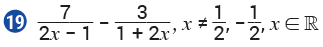 19 7/(2x − 1) − 3/(1 + 2x), x ≠ 1/2, −1/2, x ∈ ℝ